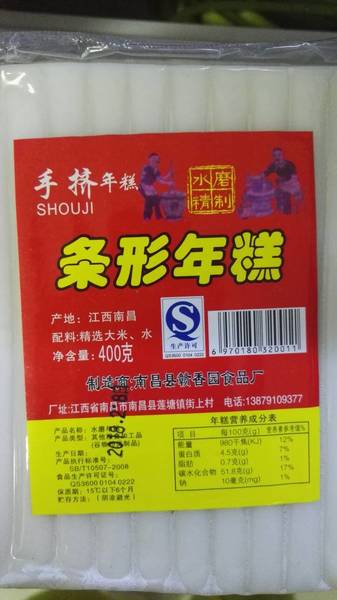 手挤年糕
SHOUJI
水磨
精制
条形年糕
产地：江西南昌
配料：精选大米、水
净含量：400克
生产许可
QS3600 0104 0222
6 970180 320011
制造商：南昌县赣香园食品厂
厂址：江西省南昌市南昌县莲塘镇街上村 电话：13879109377
产品名称：水磨年糕
产品类型：其他粮食加工品
生产日期：
产品执行标准号：
SB/T10507-2008
食品生产许可证号：
QS3600 0104 0222
保质期：15℃以下6个月
贮存方法：（阴凉避光）
年糕营养成分表
项目 每100克(g) 营养素参考值%
能量 980千焦(KJ) 12%
蛋白质 4.5克(g) 7%
脂肪 0.7克(g) 1%
碳水化合物 51.8克(g) 17%
钠 10毫克(mg) 1%